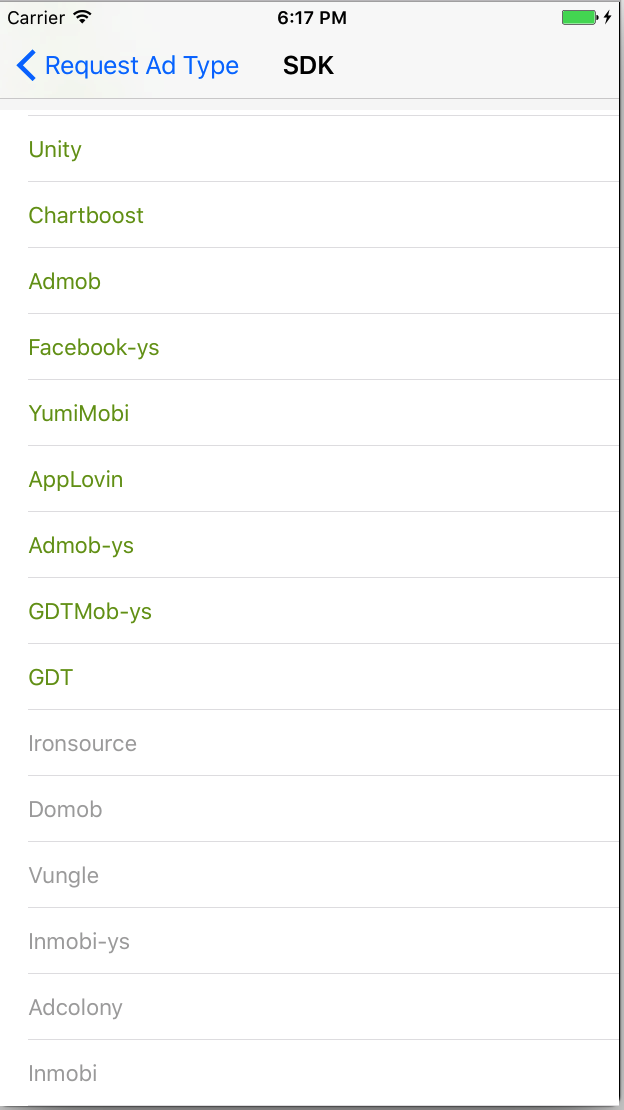 Carrier 6:17 PM
Request Ad Type SDK
Unity
Chartboost
Admob
Facebook-ys
YumiMobi
AppLovin
Admob-ys
GDTMob-ys
GDT
Ironsource
Domob
Vungle
Inmobi-ys
Adcolony
Inmobi